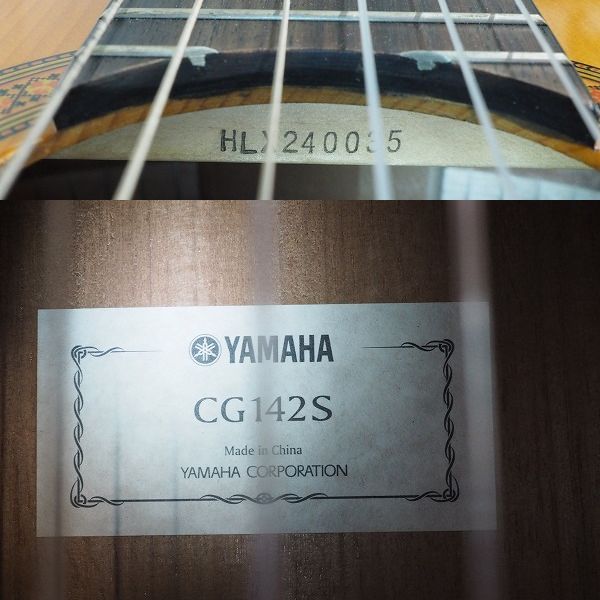 HLX240035
YAMAHA
CG142S
Made in China
YAMAHA CORPORATION